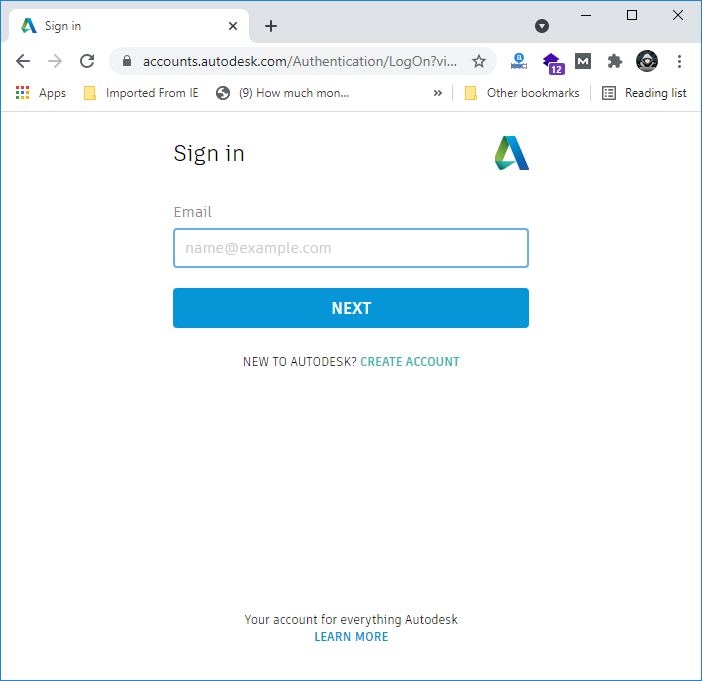 Sign in
accounts.autodesk.com/Authentication/LogOn?vi...
12
M
Apps
Imported From IE
(9) How much mon...
»
Other bookmarks
Reading list
Sign in
Email
name@example.com
NEXT
NEW TO AUTODESK? CREATE ACCOUNT
Your account for everything Autodesk
LEARN MORE